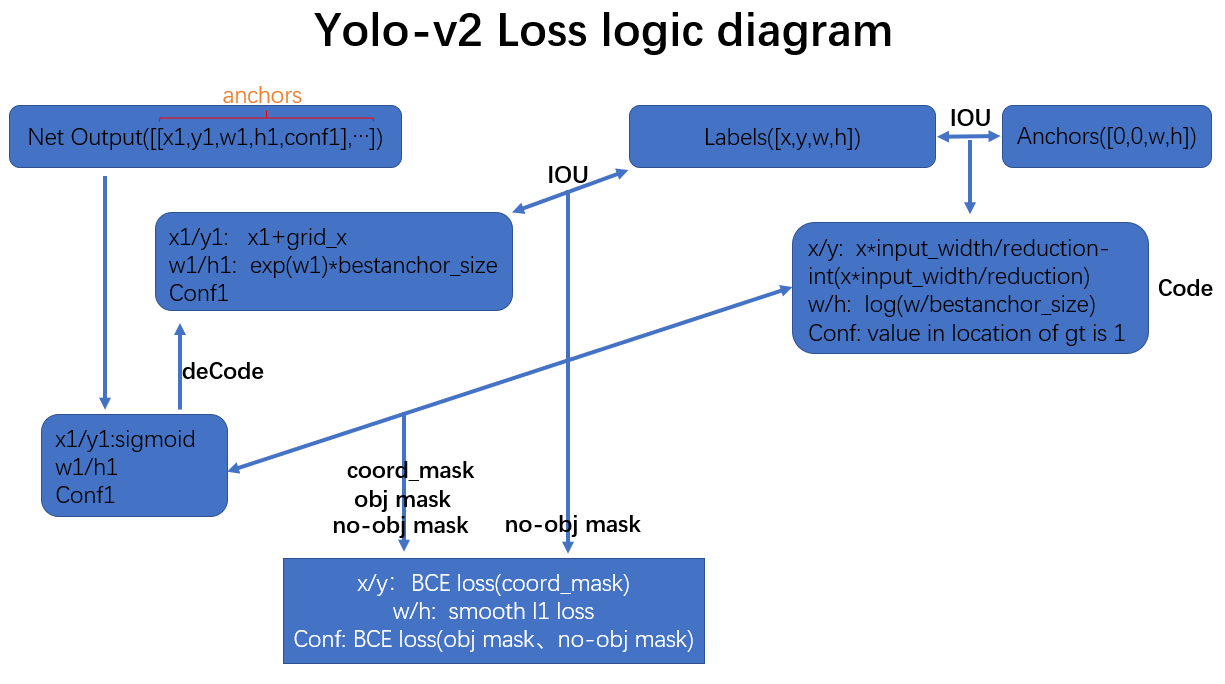 Yolo-v2 Loss logic diagram
anchors
Net Output([[x1,y1,w1,h1,conf1],⋯])
Labels([x,y,w,h])
IOU
Anchors([0,0,w,h])
IOU
x1/y1: x1+grid_x
w1/h1: exp(w1)*bestanchor_size
Conf1
x/y: x*input_width/reduction-
int(x*input_width/reduction)
w/h: log(w/bestanchor_size)
Conf: value in location of gt is 1
Code
deCode
x1/y1:sigmoid
w1/h1
Conf1
coord_mask
obj mask
no-obj mask
no-obj mask
x/y: BCE loss(coord_mask)
w/h: smooth l1 loss
Conf: BCE loss(obj mask、no-obj mask)